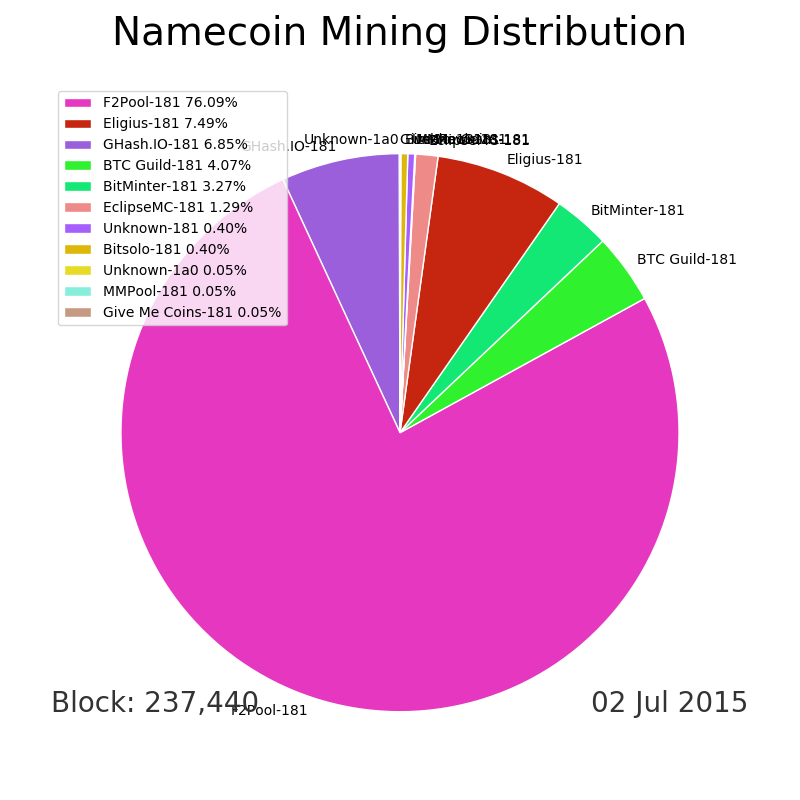 Namecoin Mining Distribution
F2Pool-181 76.09%
Eligius-181 7.49%
GHash.IO-181 6.85%
BTC Guild-181 4.07%
BitMinter-181 3.27%
EclipseMC-181 1.29%
Unknown-181 0.40%
Bitsolo-181 0.40%
Unknown-1a0 0.05%
MMPool-181 0.05%
Give Me Coins-181 0.05%
GHash.IO-181
Unknown-1a0
Eligius-181
BitMinter-181
BTC Guild-181
F2Pool-181
Block: 237,440
02 Jul 2015